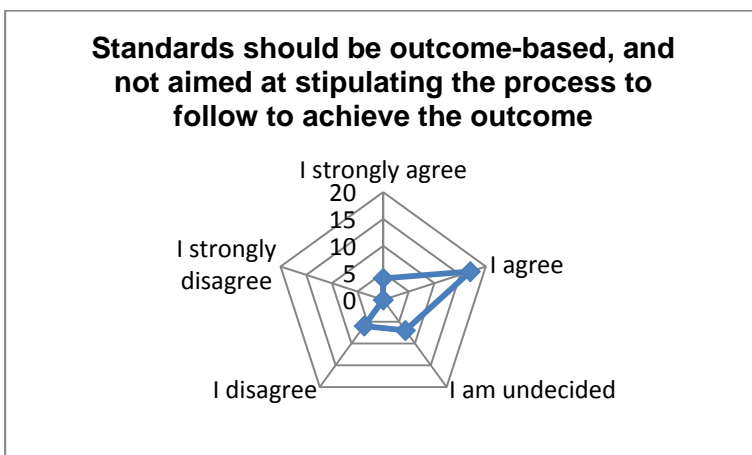 Standards should be outcome-based, and
not aimed at stipulating the process to
follow to achieve the outcome
I strongly agree
20
15
10
5
0
I agree
I am undecided
I disagree
I strongly
disagree